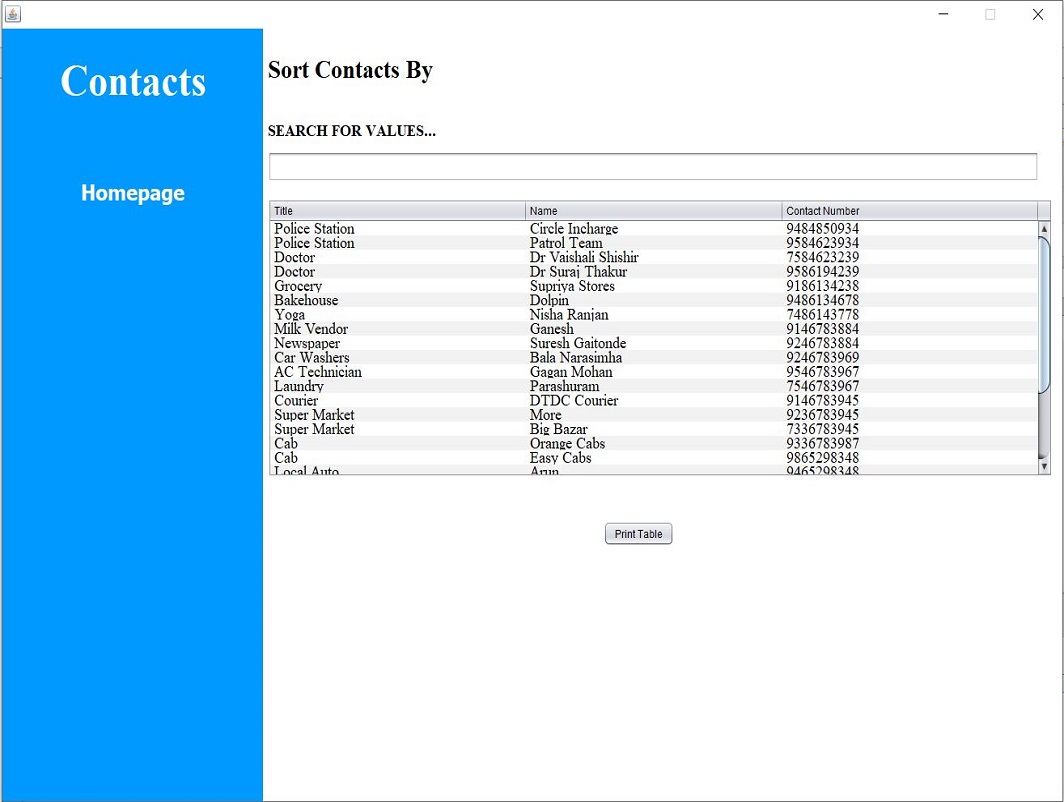 Contacts
Homepage
Sort Contacts By
SEARCH FOR VALUES...
Title Name Contact Number
Police Station Circle Incharge 9484850934
Police Station Patrol Team 9584623934
Doctor Dr Vaishali Shishir 7584623239
Doctor Dr Suraj Thakur 9586194239
Grocery Supriya Stores 9186134238
Bakehouse Dolpin 9486134678
Yoga Nisha Ranjan 7486143778
Milk Vendor Ganesh 9146783884
Newspaper Suresh Gaitonde 9246783884
Car Washers Bala Narasimha 9246783969
AC Technician Gagan Mohan 9546783967
Laundry Parashuram 7546783967
Courier DTDC Courier 9146783945
Super Market More 9236783945
Super Market Big Bazar 7336783945
Cab Orange Cabs 9336783987
Cab Easy Cabs 9865298348
Local Auto Arun 9465298348
Print Table